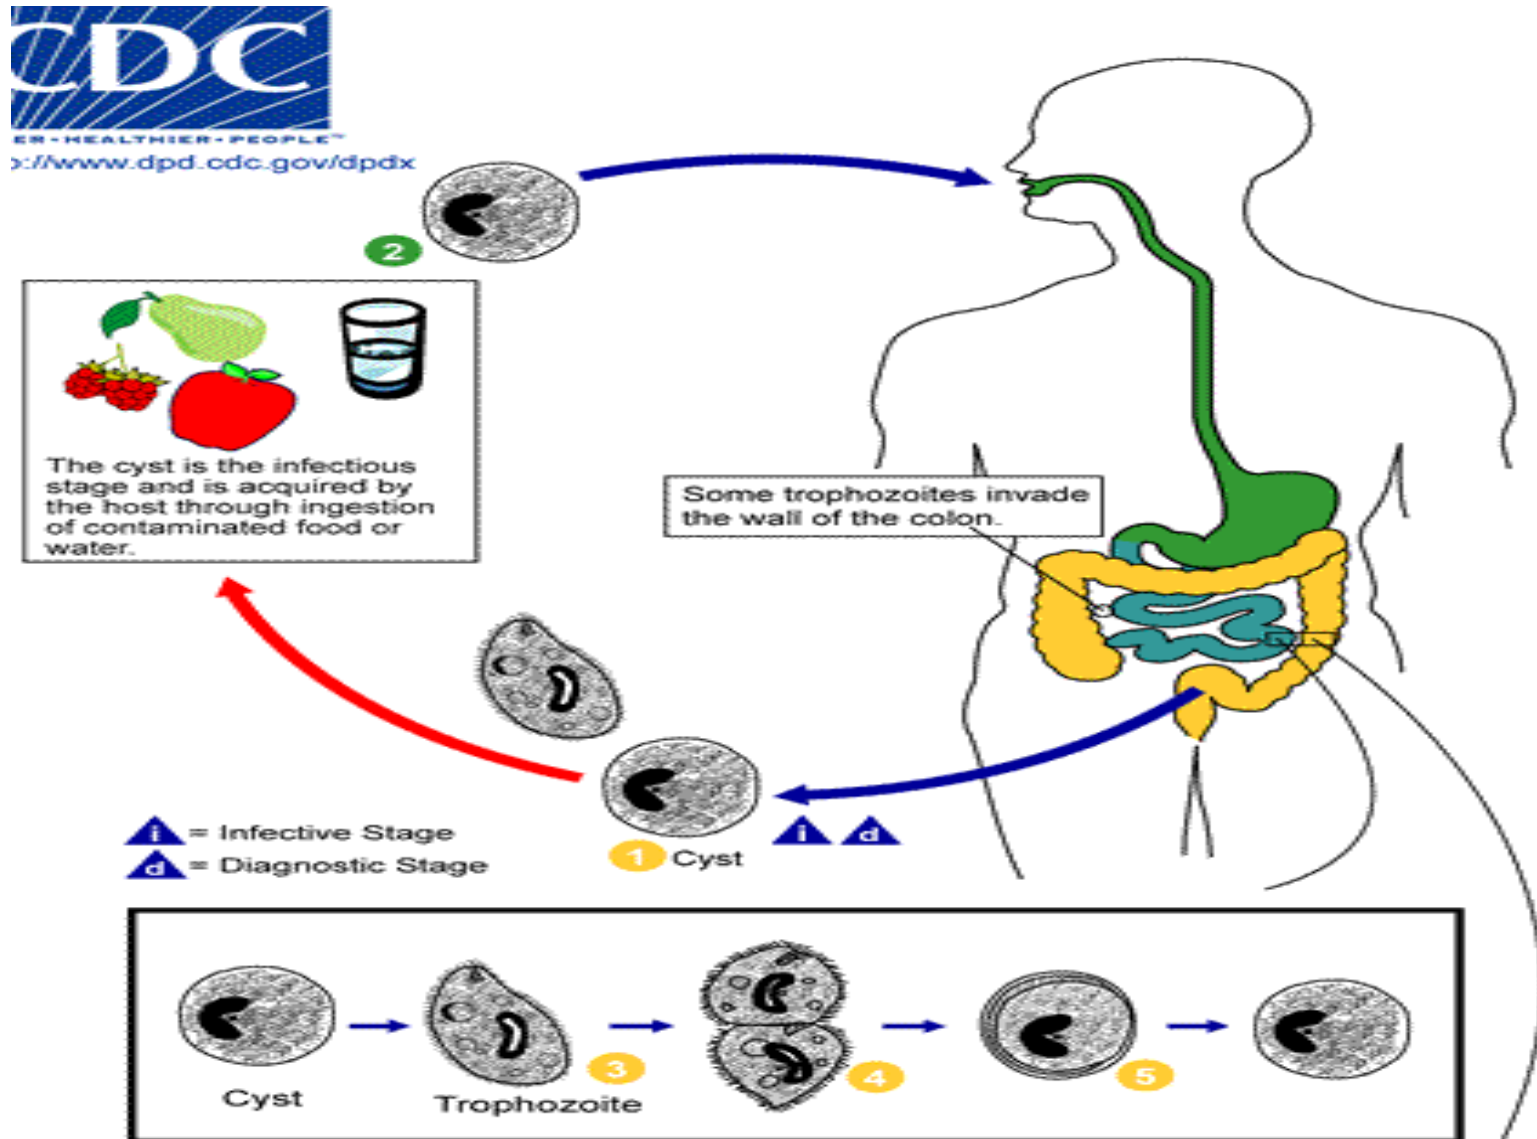 CDC
ER•HEALTHIER•PEOPLE™
p://www.dpd.cdc.gov/dpdx
2
The cyst is the infectious
stage and is acquired by
the host through ingestion
of contaminated food or
water.
Some trophozoites invade
the wall of the colon.
i = Infective Stage
d = Diagnostic Stage
1 Cyst
i d
3
4
5
Cyst
Trophozoite